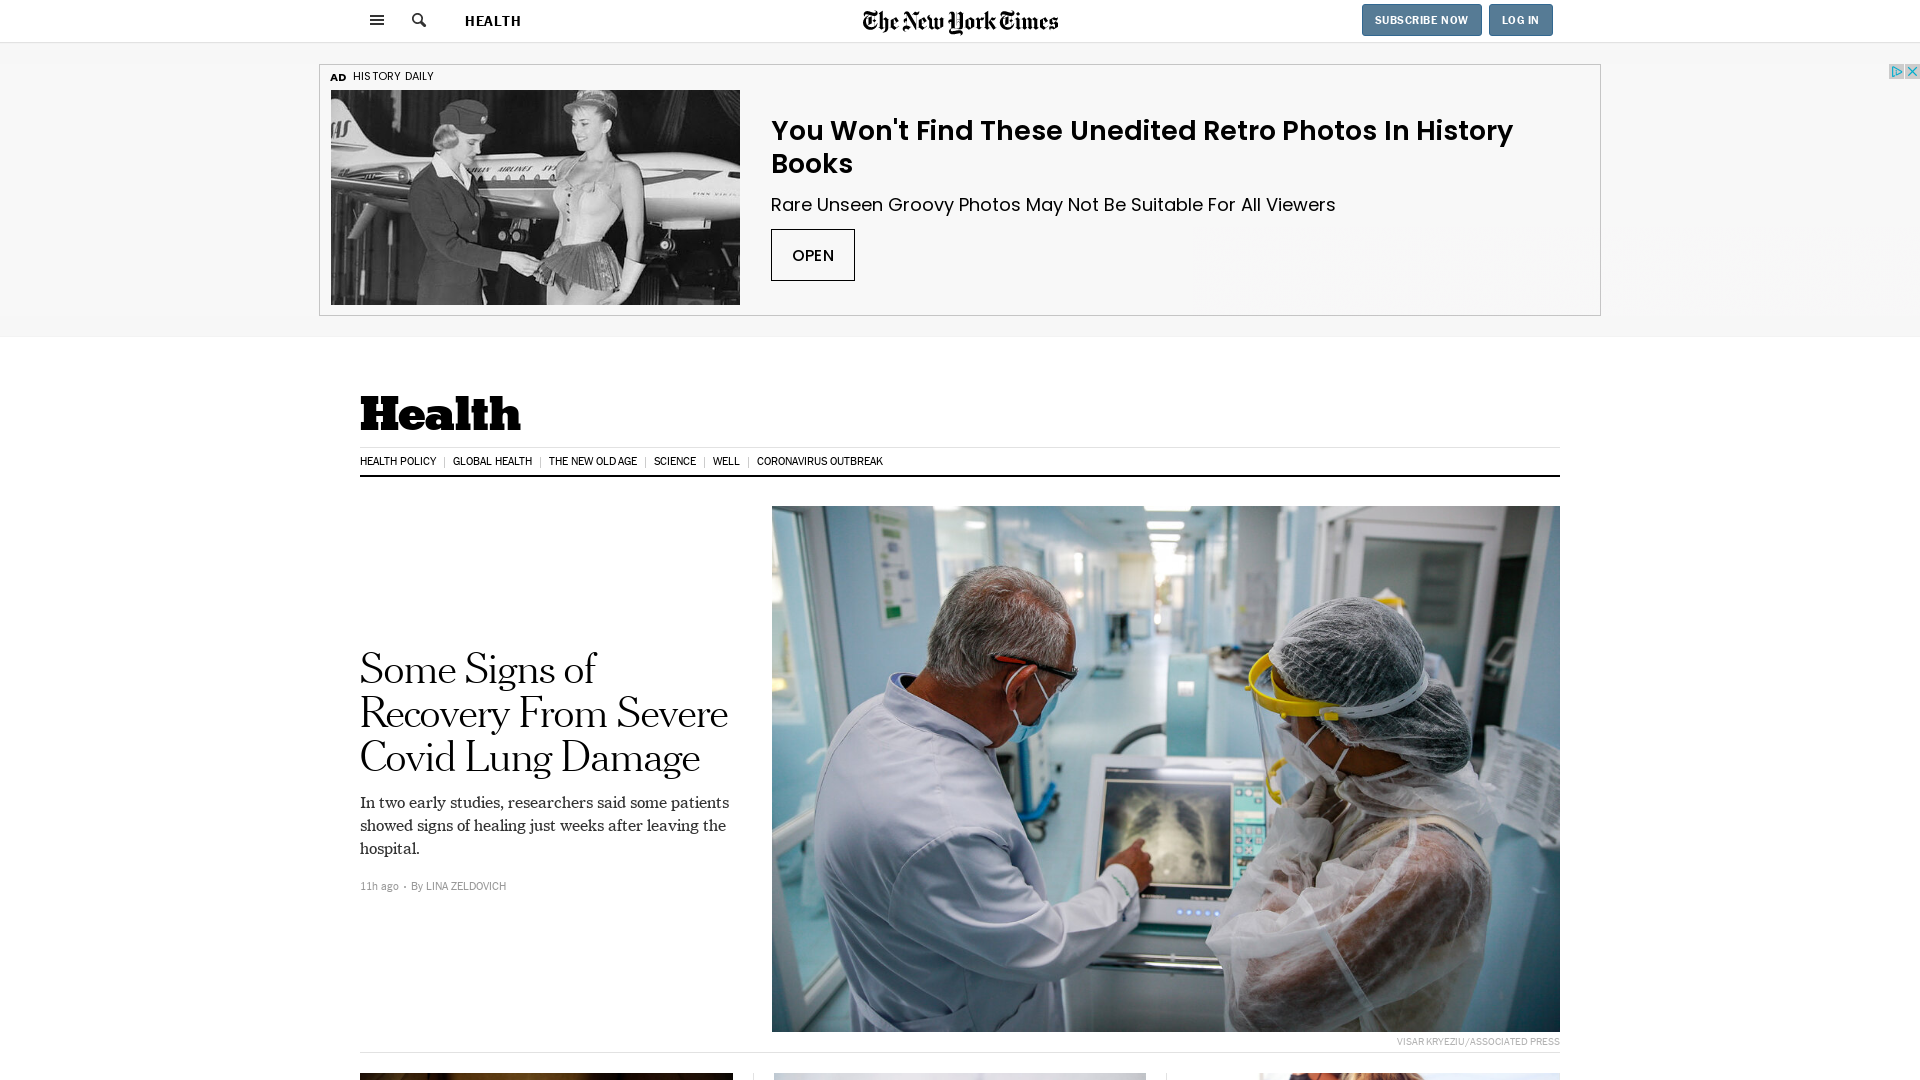 HEALTH
The New York Times
SUBSCRIBE NOW
LOG IN
AD HISTORY DAILY
You Won't Find These Unedited Retro Photos In History
Books
Rare Unseen Groovy Photos May Not Be Suitable For All Viewers
OPEN
Health
HEALTH POLICY
GLOBAL HEALTH
THE NEW OLD AGE
SCIENCE
WELL
CORONAVIRUS OUTBREAK
Some Signs of
Recovery From Severe
Covid Lung Damage
In two early studies, researchers said some patients
showed signs of healing just weeks after leaving the
hospital.
11h ago · By LINA ZELDOVICH
VISAR KRYEZIU/ASSOCIATED PRESS